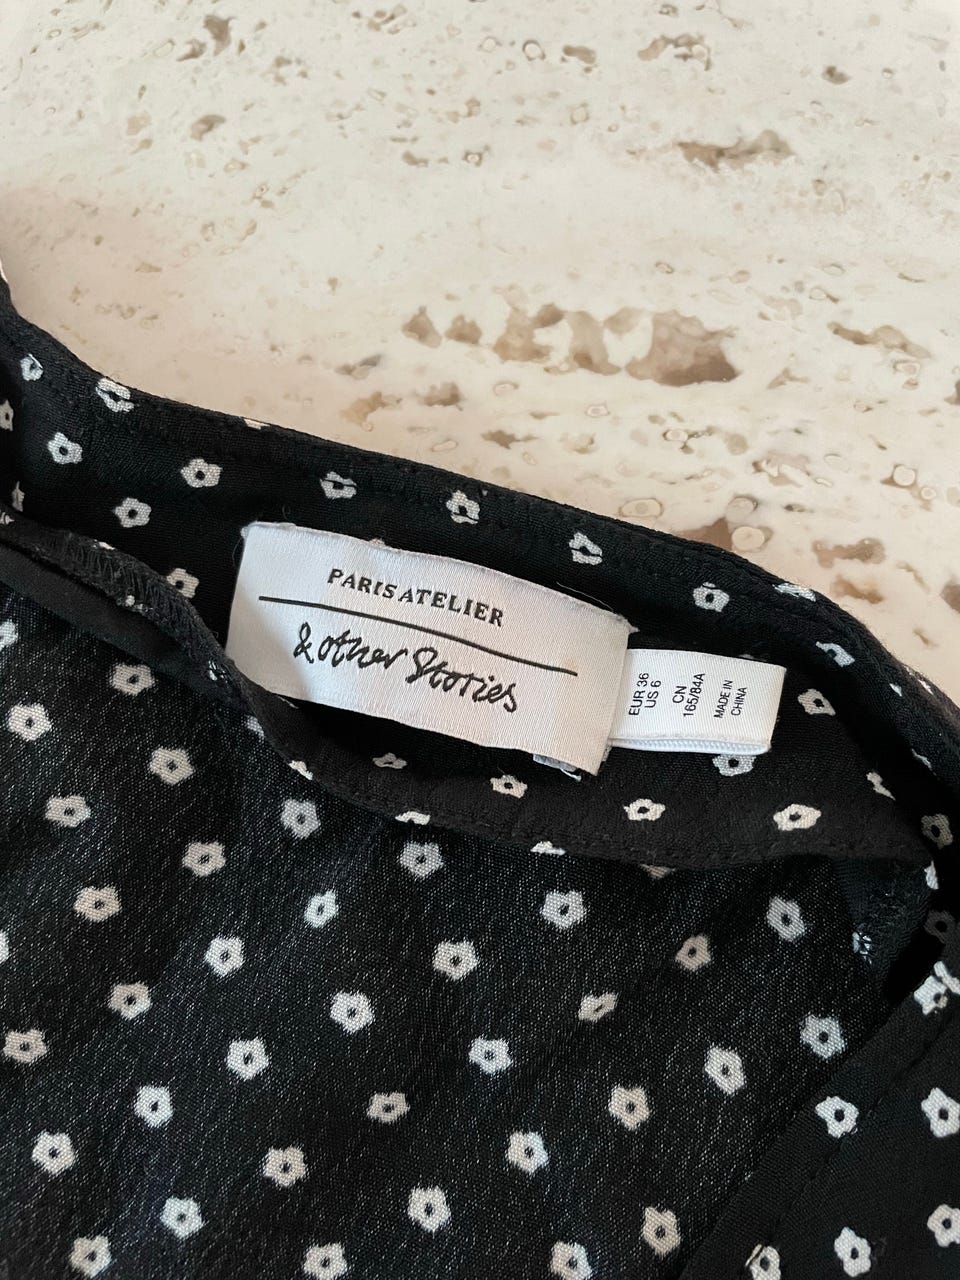 PARIS ATELIER
& other Stories
EUR 36
US 6
CN
165/84A
MADE IN
CHINA